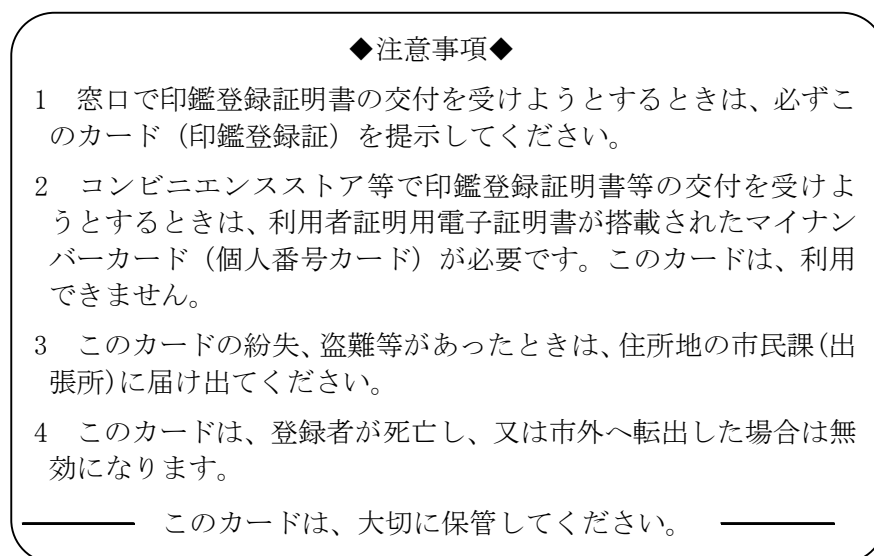 ◆注意事項◆
1　窓口で印鑑登録証明書の交付を受けようとするときは、必ずこ
のカード（印鑑登録証）を提示してください。
2　コンビニエンスストア等で印鑑登録証明書等の交付を受けよ
うとするときは、利用者証明用電子証明書が搭載されたマイナン
バーカード（個人番号カード）が必要です。このカードは、利用
できません。
3　このカードの紛失、盗難等があったときは、住所地の市民課(出
張所)に届け出てください。
4　このカードは、登録者が死亡し、又は市外へ転出した場合は無
効になります。
このカードは、大切に保管してください。